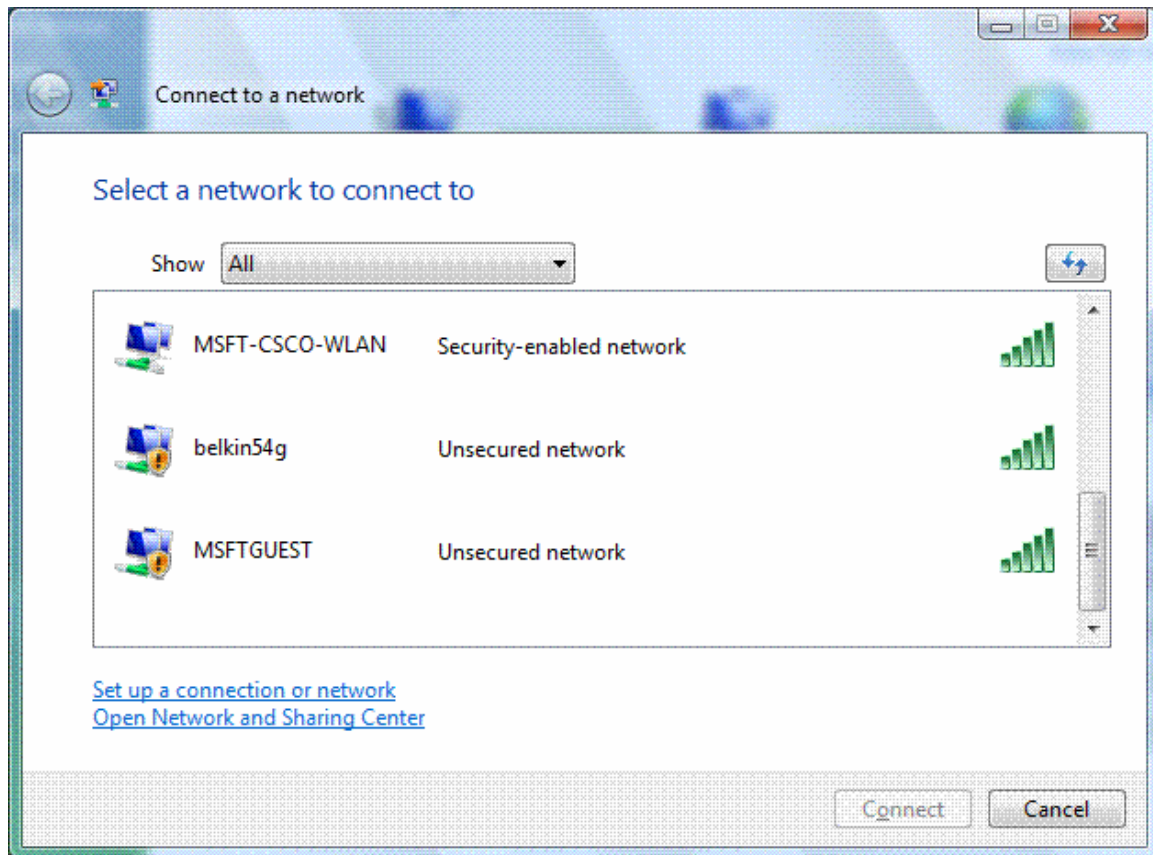 Connect to a network
Select a network to connect to
Show All
MSFT-CSCO-WLAN Security-enabled network
belkin54g Unsecured network
MSFTGUEST Unsecured network
Set up a connection or network
Open Network and Sharing Center
Connect Cancel